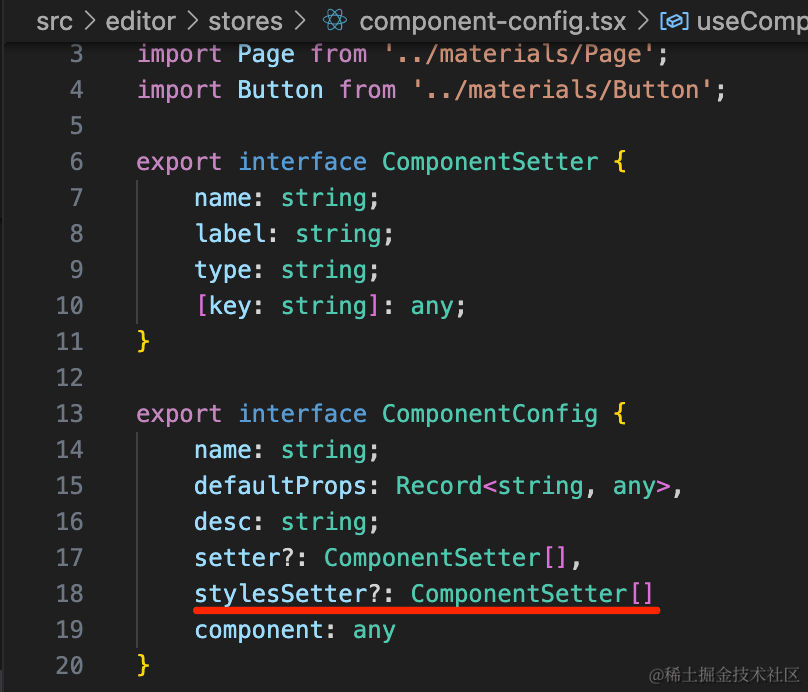 src > editor > stores > component-config.tsx > useComp
3 import Page from '../materials/Page';
4 import Button from '../materials/Button';
5
6 export interface ComponentSetter {
7 name: string;
8 label: string;
9 type: string;
10 [key: string]: any;
11 }
12
13 export interface ComponentConfig {
14 name: string;
15 defaultProps: Record<string, any>,
16 desc: string;
17 setter?: ComponentSetter[],
18 stylesSetter?: ComponentSetter[]
19 component: any
20 }
@稀土掘金技术社区